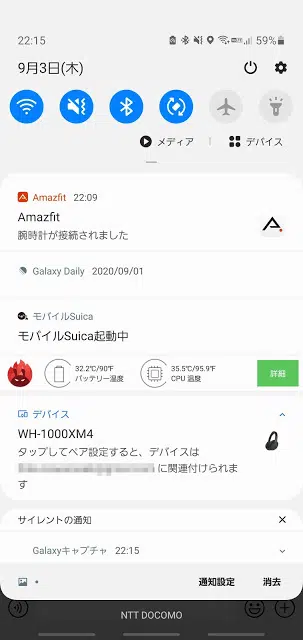 22:15
59%
9月3日(木)
メディア
デバイス
Amazfit 22:09
Amazfit
腕時計が接続されました
Galaxy Daily 2020/09/01
モバイルSuica
モバイルSuica起動中
32.2℃/90°F
バッテリー温度
35.5℃/95.9°F
CPU 温度
詳細
デバイス
WH-1000XM4
タップしてペア設定すると、デバイスは
に関連付けられま
す
サイレントの通知
Galaxyキャプチャ 22:15
通知設定
消去
NTT DOCOMO